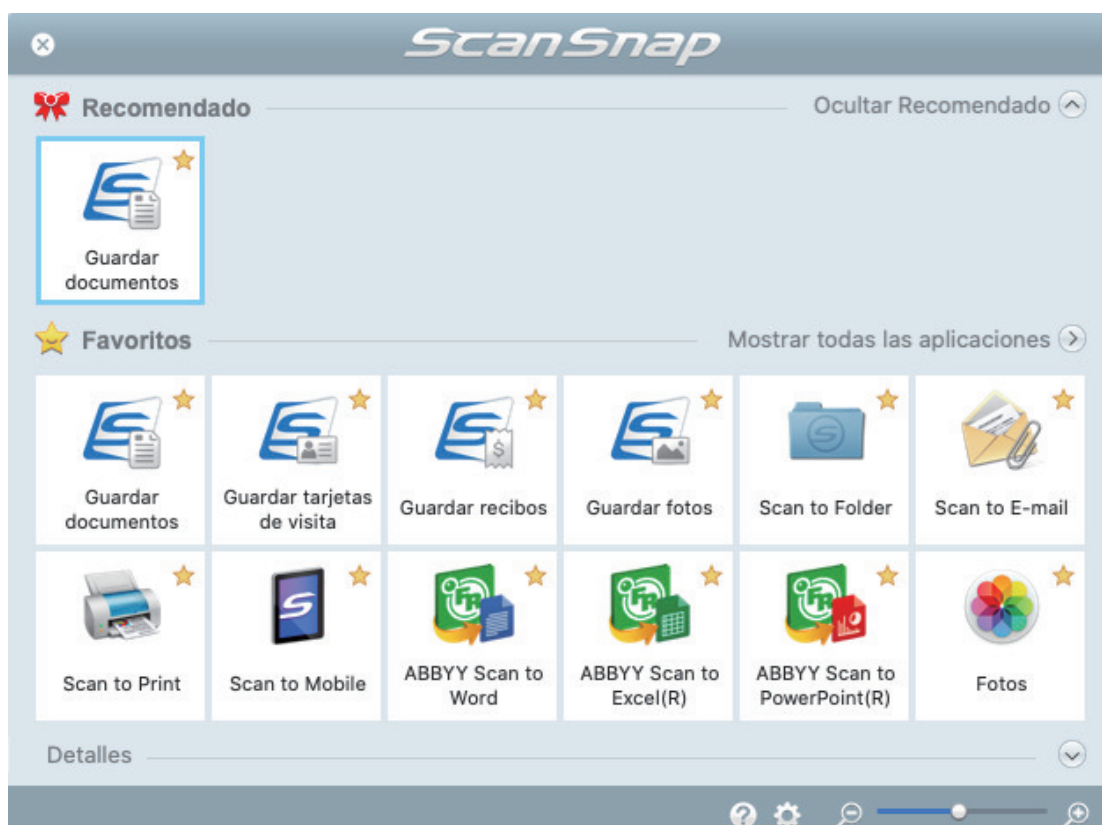 ScanSnap
Recomendado
Ocultar Recomendado
Guardar
documentos
Favoritos
Mostrar todas las aplicaciones
Guardar
documentos
Guardar tarjetas
de visita
Guardar recibos
Guardar fotos
Scan to Folder
Scan to E-mail
Scan to Print
Scan to Mobile
ABBYY Scan to
Word
ABBYY Scan to
Excel(R)
ABBYY Scan to
PowerPoint(R)
Fotos
Detalles